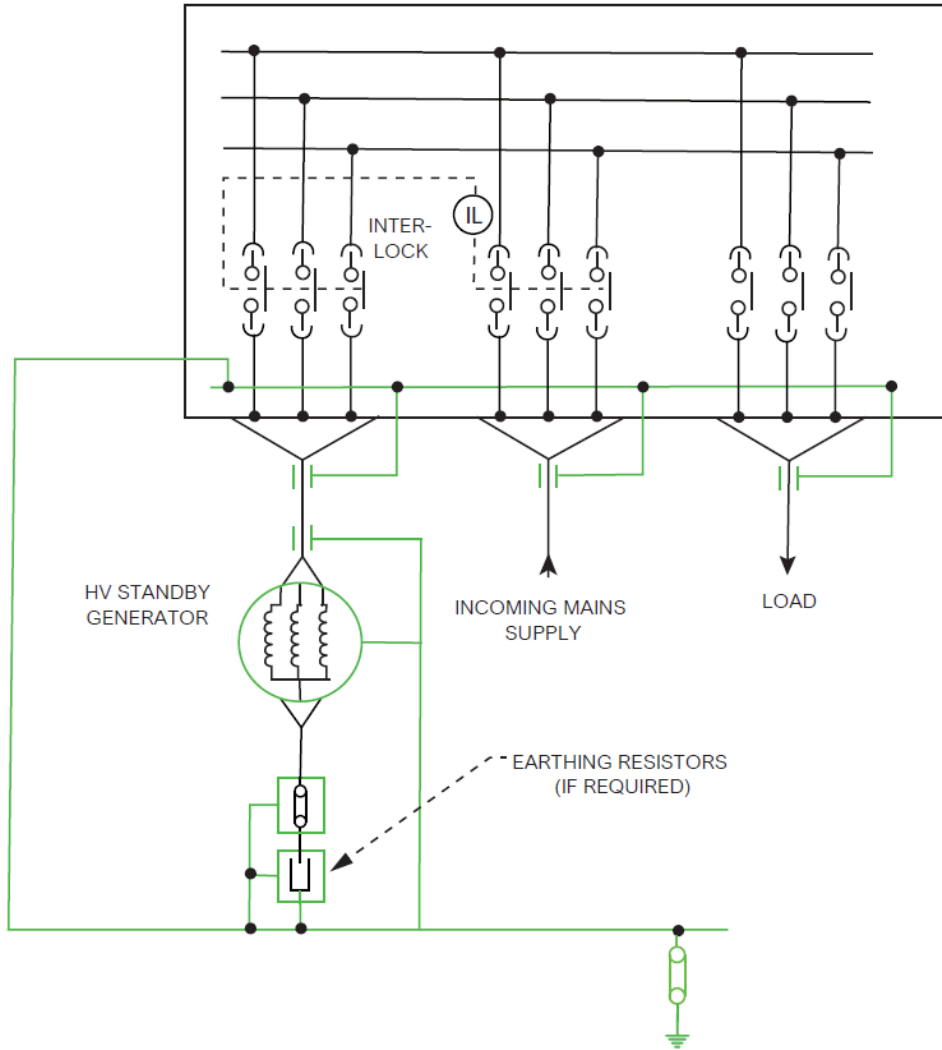 INTER-
LOCK
IL
HV STANDBY
GENERATOR
INCOMING MAINS
SUPPLY
LOAD
EARTHING RESISTORS
(IF REQUIRED)